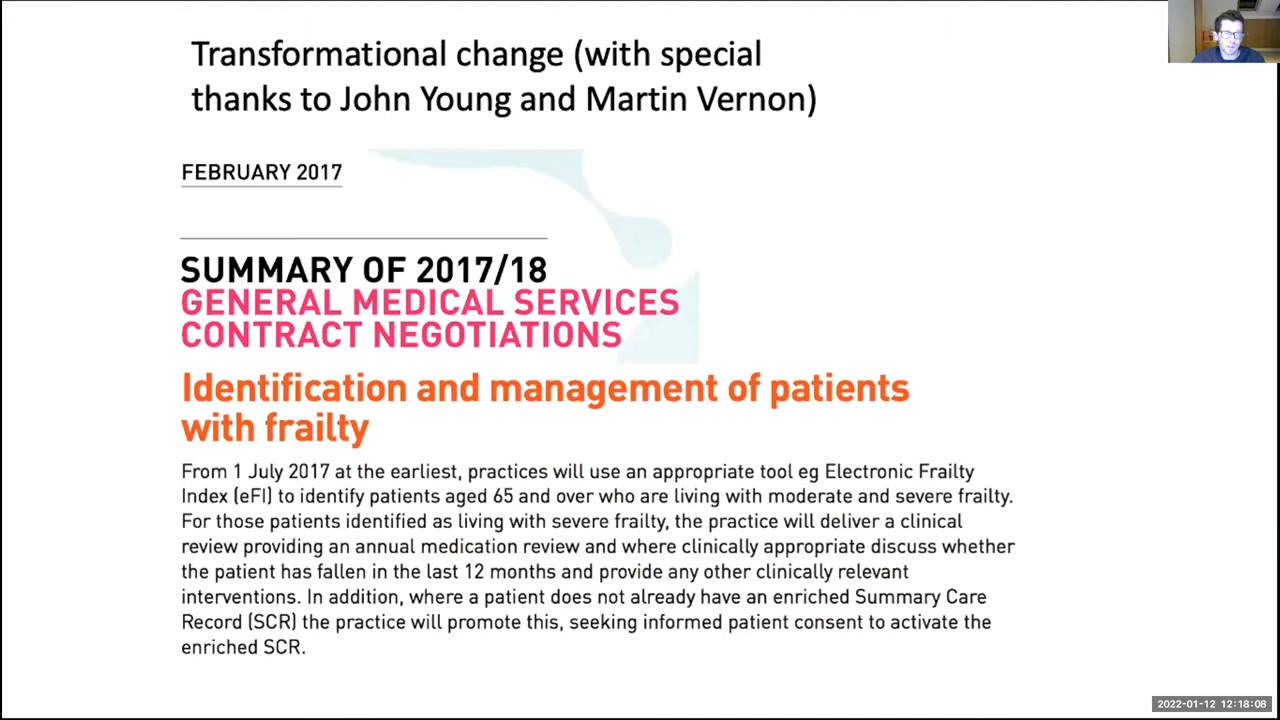 Transformational change (with special
thanks to John Young and Martin Vernon)
FEBRUARY 2017
SUMMARY OF 2017/18
GENERAL MEDICAL SERVICES
CONTRACT NEGOTIATIONS
Identification and management of patients
with frailty
From 1 July 2017 at the earliest, practices will use an appropriate tool eg Electronic Frailty
Index (eFI) to identify patients aged 65 and over who are living with moderate and severe frailty.
For those patients identified as living with severe frailty, the practice will deliver a clinical
review providing an annual medication review and where clinically appropriate discuss whether
the patient has fallen in the last 12 months and provide any other clinically relevant
interventions. In addition, where a patient does not already have an enriched Summary Care
Record (SCR) the practice will promote this, seeking informed patient consent to activate the
enriched SCR.
2022-01-12 12:18:08